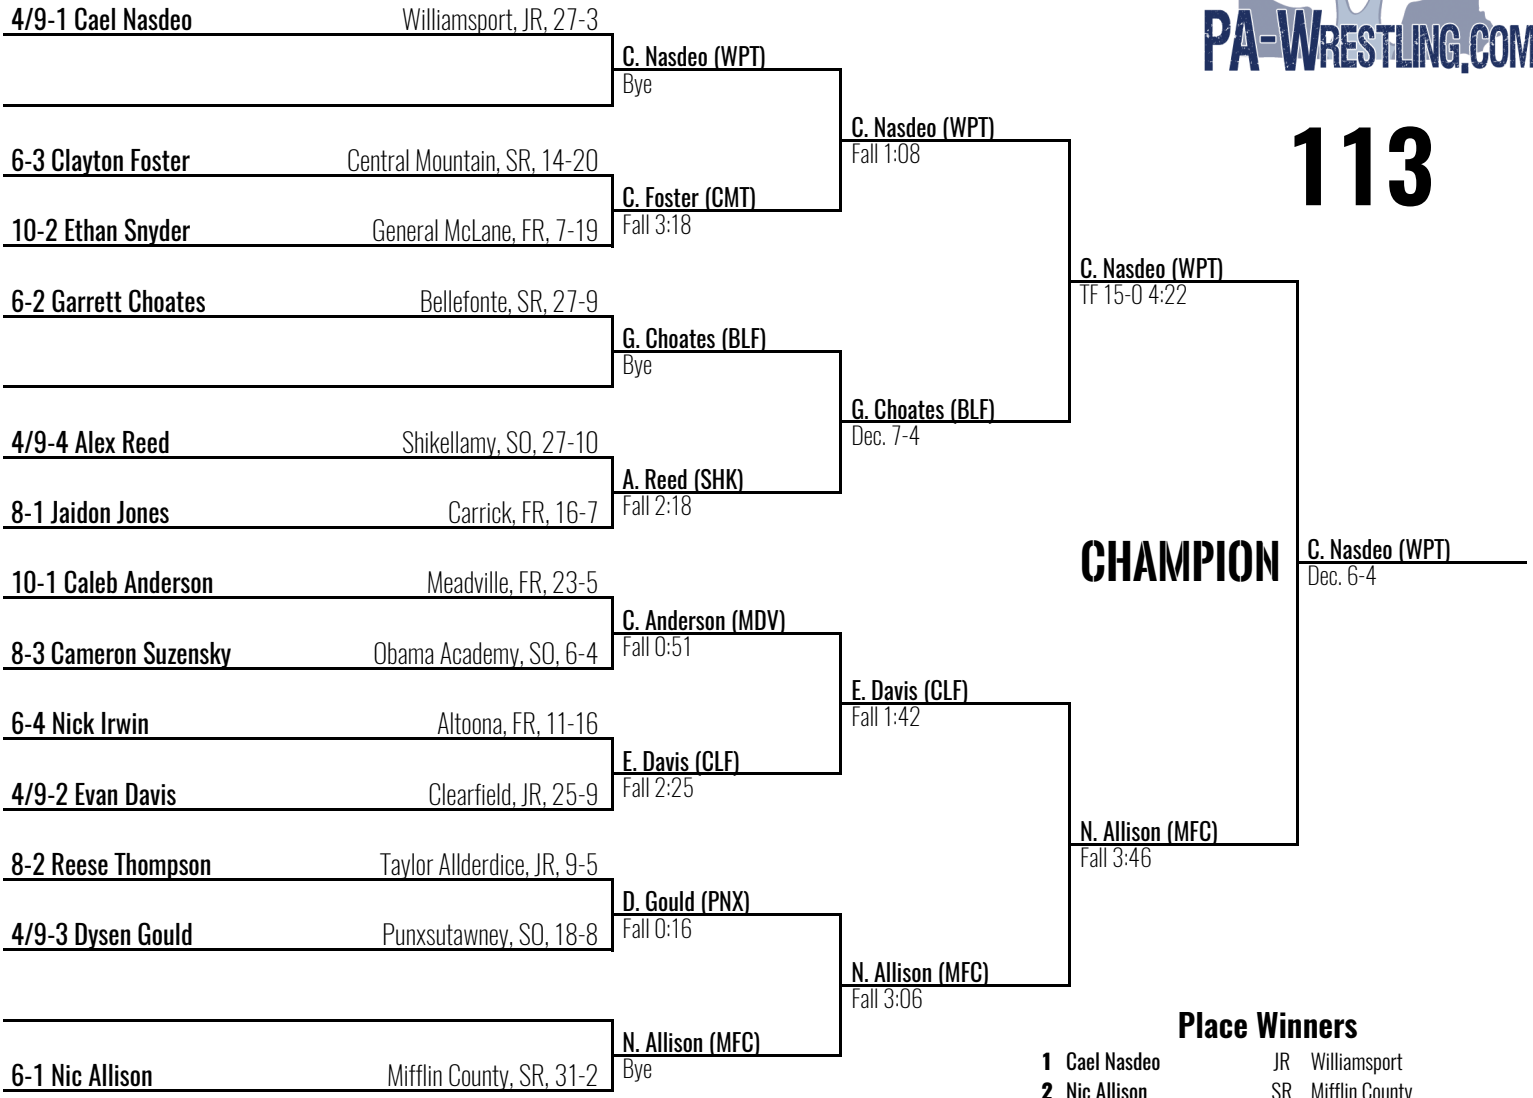 PA-WRESTLING.COM
113
4/9-1 Cael Nasdeo Williamsport, JR, 27-3
C. Nasdeo (WPT)
Bye
C. Nasdeo (WPT)
Fall 1:08
6-3 Clayton Foster Central Mountain, SR, 14-20
C. Foster (CMT)
Fall 3:18
10-2 Ethan Snyder General McLane, FR, 7-19
C. Nasdeo (WPT)
TF 15-0 4:22
6-2 Garrett Choates Bellefonte, SR, 27-9
G. Choates (BLF)
Bye
G. Choates (BLF)
Dec. 7-4
4/9-4 Alex Reed Shikellamy, SO, 27-10
A. Reed (SHK)
Fall 2:18
8-1 Jaidon Jones Carrick, FR, 16-7
CHAMPION
C. Nasdeo (WPT)
Dec. 6-4
10-1 Caleb Anderson Meadville, FR, 23-5
C. Anderson (MDV)
Fall 0:51
8-3 Cameron Suzensky Obama Academy, SO, 6-4
E. Davis (CLF)
Fall 1:42
6-4 Nick Irwin Altoona, FR, 11-16
E. Davis (CLF)
Fall 2:25
4/9-2 Evan Davis Clearfield, JR, 25-9
N. Allison (MFC)
Fall 3:46
8-2 Reese Thompson Taylor Allderdice, JR, 9-5
D. Gould (PNX)
Fall 0:16
4/9-3 Dysen Gould Punxsutawney, SO, 18-8
N. Allison (MFC)
Fall 3:06
N. Allison (MFC)
Bye
6-1 Nic Allison Mifflin County, SR, 31-2
Place Winners
1 Cael Nasdeo JR Williamsport
2 Nic Allison SR Mifflin County